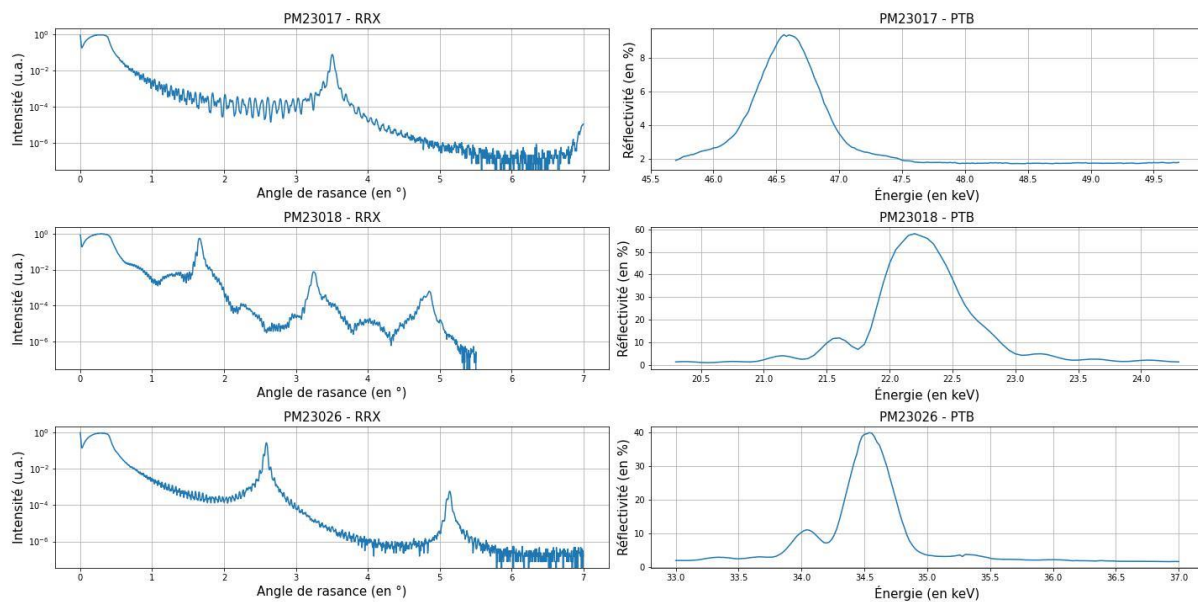 PM23017 - RRX
Intensité (u.a.)
10⁰
10⁻²
10⁻⁴
10⁻⁶
0 1 2 3 4 5 6 7
Angle de rasance (en °)
PM23017 - PTB
Réflectivité (en %)
8
6
4
2
45.5 46.0 46.5 47.0 47.5 48.0 48.5 49.0 49.5
Énergie (en keV)
PM23018 - RRX
Intensité (u.a.)
10⁰
10⁻²
10⁻⁴
10⁻⁶
0 1 2 3 4 5 6 7
Angle de rasance (en °)
PM23018 - PTB
Réflectivité (en %)
60
50
40
30
20
10
0
20.5 21.0 21.5 22.0 22.5 23.0 23.5 24.0
Énergie (en keV)
PM23026 - RRX
Intensité (u.a.)
10⁰
10⁻²
10⁻⁴
10⁻⁶
0 1 2 3 4 5 6 7
Angle de rasance (en °)
PM23026 - PTB
Réflectivité (en %)
40
30
20
10
0
33.0 33.5 34.0 34.5 35.0 35.5 36.0 36.5 37.0
Énergie (en keV)